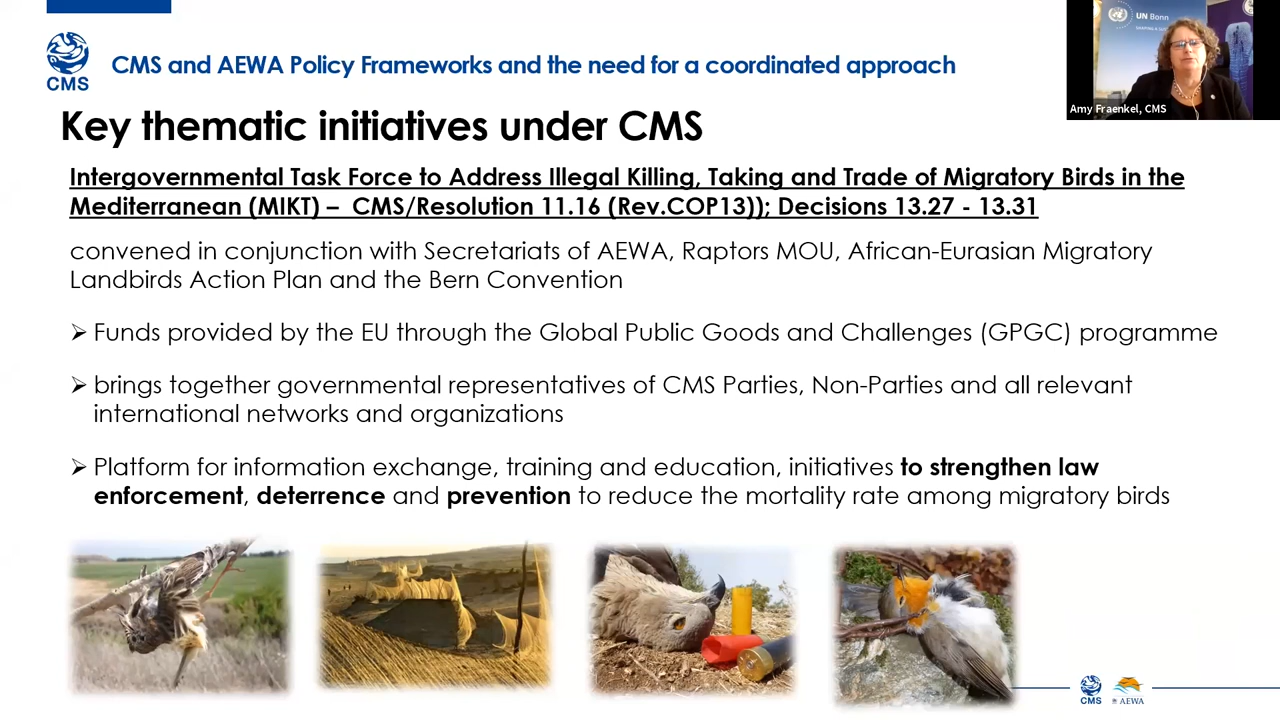 CMS
CMS and AEWA Policy Frameworks and the need for a coordinated approach
UN Bonn
Amy Fraenkel, CMS
Key thematic initiatives under CMS
Intergovernmental Task Force to Address Illegal Killing, Taking and Trade of Migratory Birds in the
Mediterranean (MIKT) – CMS/Resolution 11.16 (Rev.COP13)); Decisions 13.27 - 13.31
convened in conjunction with Secretariats of AEWA, Raptors MOU, African-Eurasian Migratory
Landbirds Action Plan and the Bern Convention
➢ Funds provided by the EU through the Global Public Goods and Challenges (GPGC) programme
➢ brings together governmental representatives of CMS Parties, Non-Parties and all relevant
international networks and organizations
➢ Platform for information exchange, training and education, initiatives to strengthen law
enforcement, deterrence and prevention to reduce the mortality rate among migratory birds
CMS
AEWA